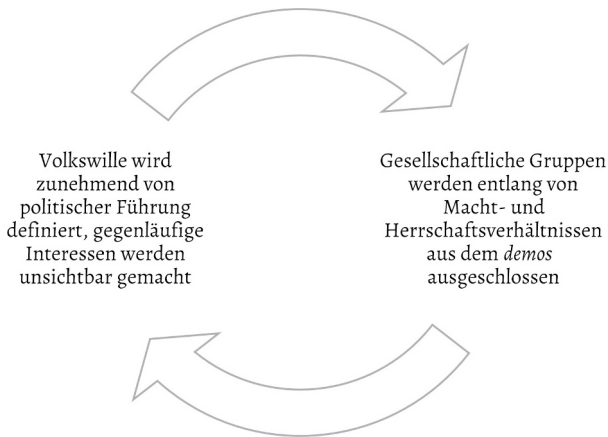 Volkswille wird
zunehmend von
politischer Führung
definiert, gegenläufige
Interessen werden
unsichtbar gemacht
Gesellschaftliche Gruppen
werden entlang von
Macht- und
Herrschaftsverhältnissen
aus dem demos
ausgeschlossen